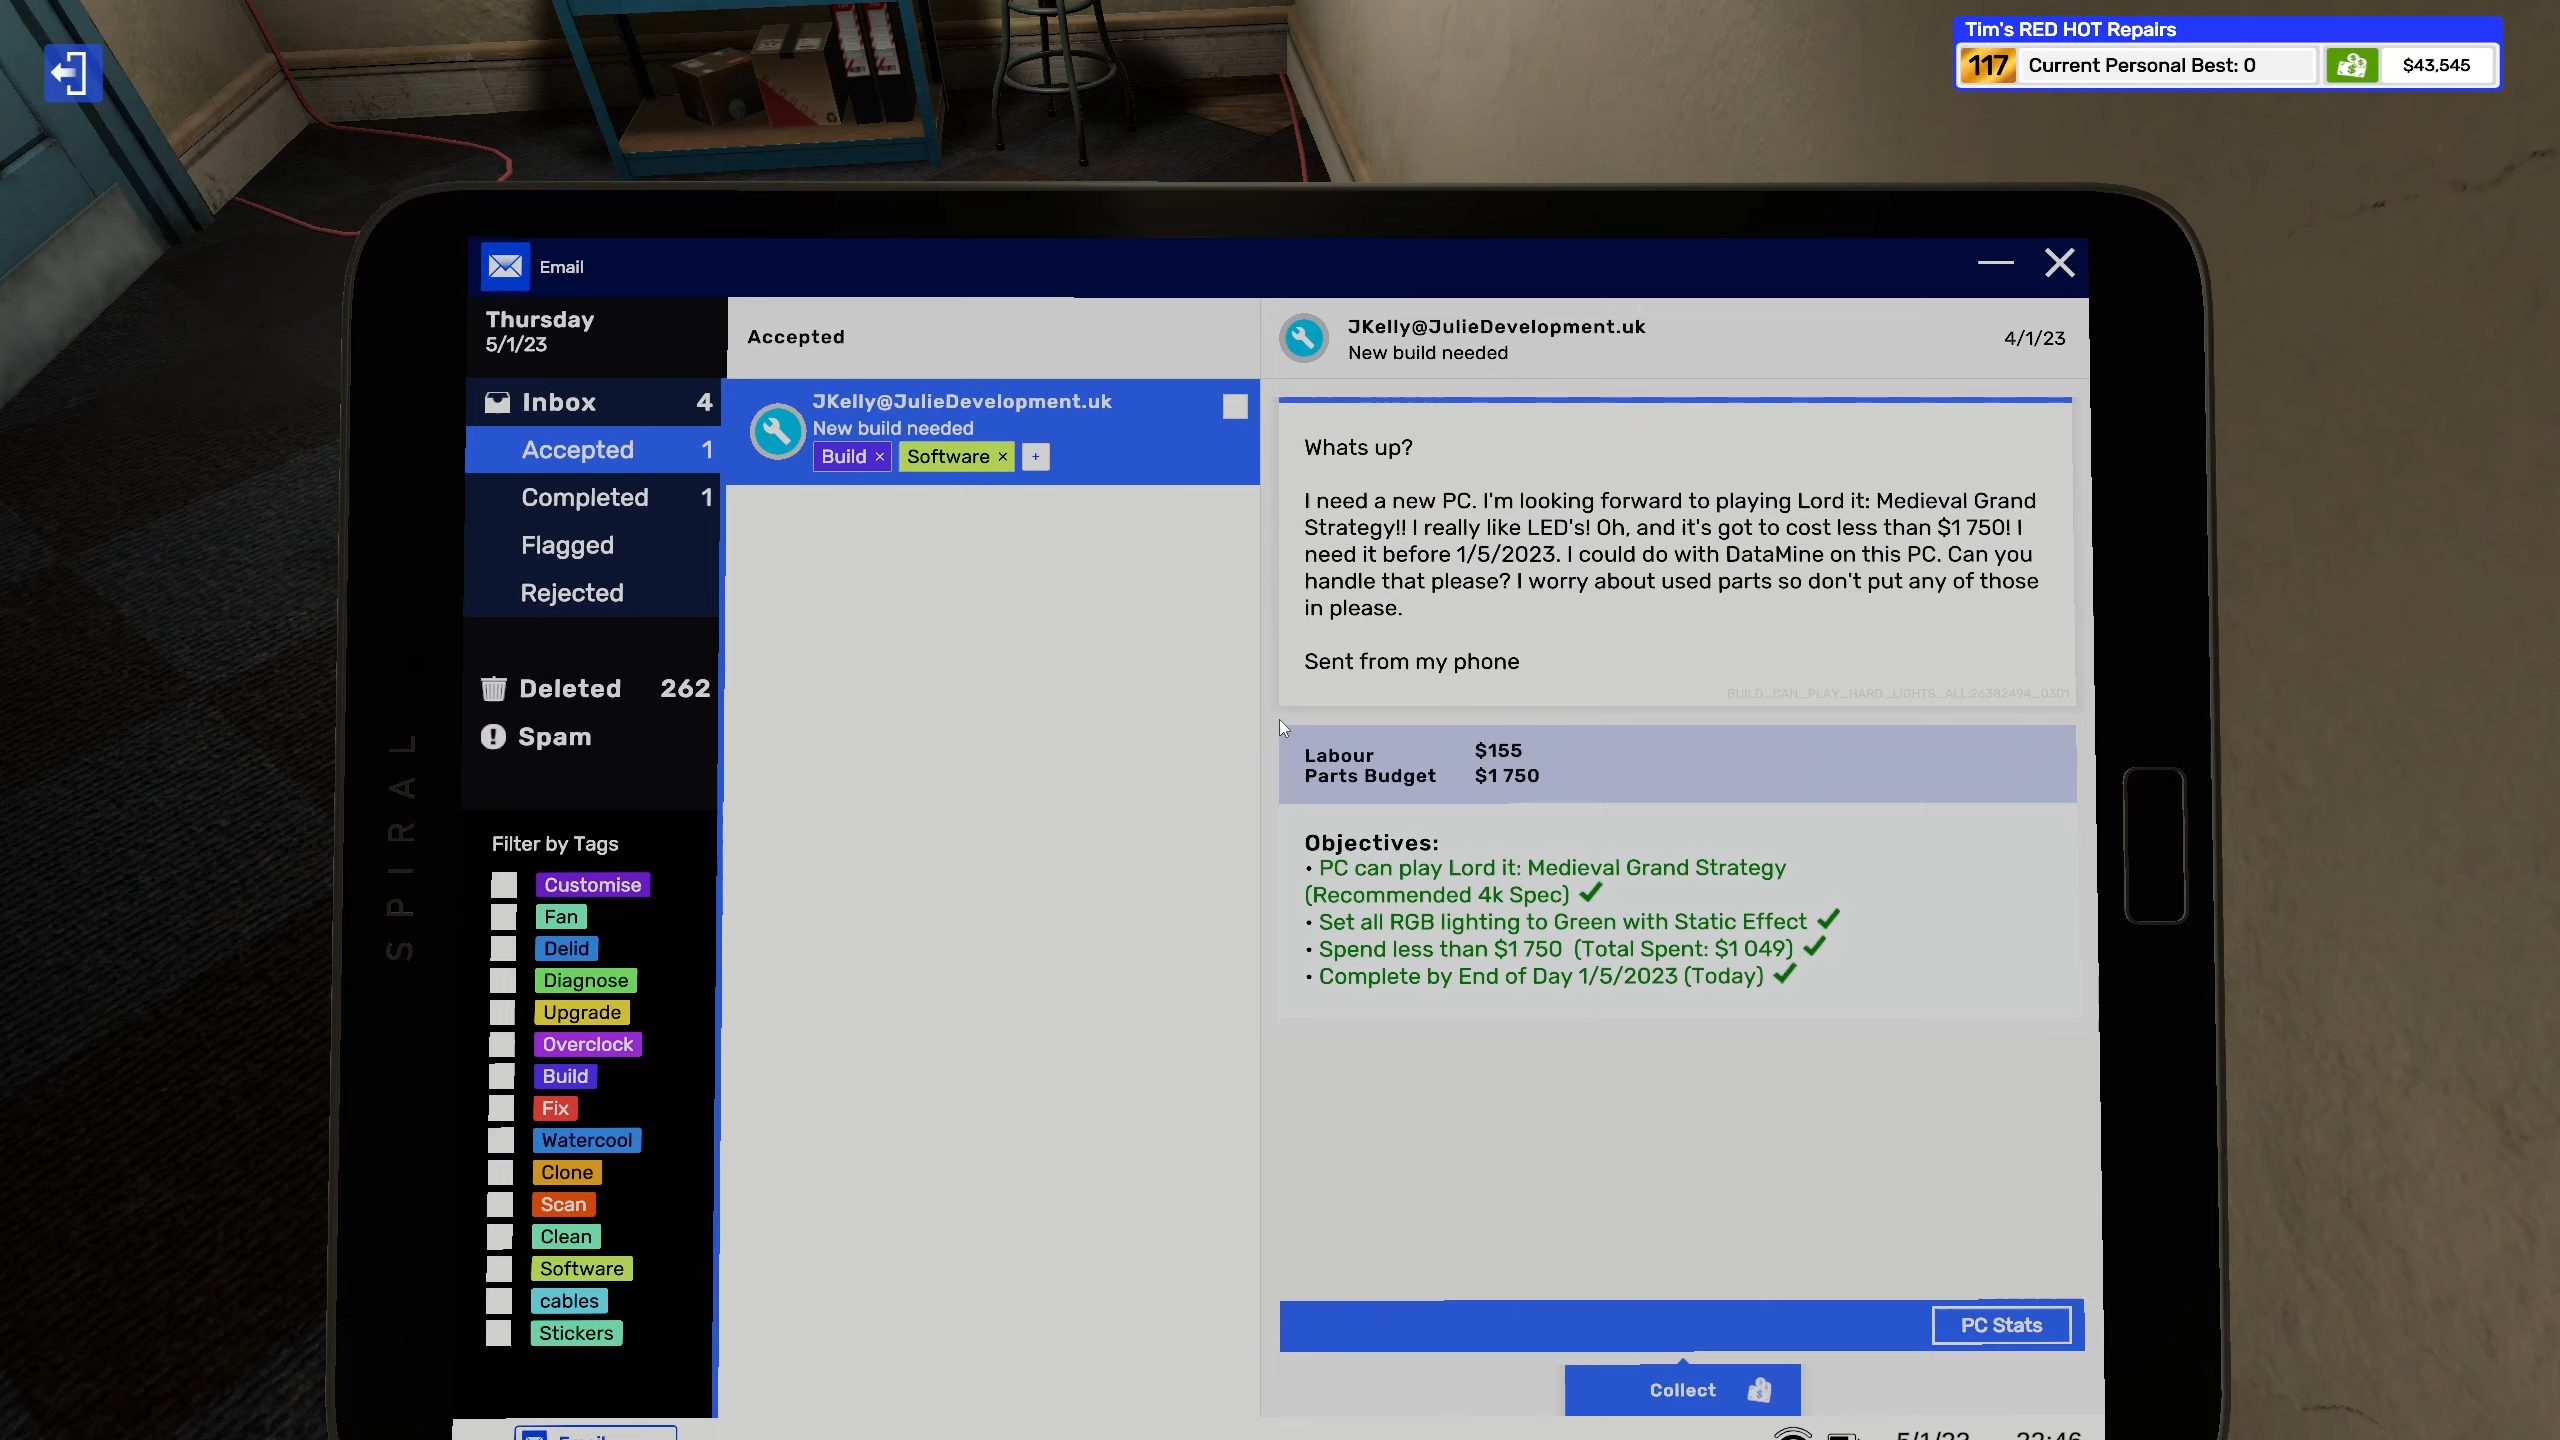 Tim's RED HOT Repairs
117
Current Personal Best: 0
$43,545
Email
Thursday
5/1/23
Inbox 4
Accepted 1
Completed 1
Flagged
Rejected
Deleted 262
Spam
Filter by Tags
Customise
Fan
Delid
Diagnose
Upgrade
Overclock
Build
Fix
Watercool
Clone
Scan
Clean
Software
cables
Stickers
Accepted
JKelly@JulieDevelopment.uk
New build needed
Build × Software × +
JKelly@JulieDevelopment.uk
New build needed
4/1/23
Whats up?
I need a new PC. I'm looking forward to playing Lord it: Medieval Grand
Strategy!! I really like LED's! Oh, and it's got to cost less than $1 750! I
need it before 1/5/2023. I could do with DataMine on this PC. Can you
handle that please? I worry about used parts so don't put any of those
in please.
Sent from my phone
BUILD_CAN_PLAY_HARD_LIGHTS_ALL:26382494_0301
Labour $155
Parts Budget $1 750
Objectives:
• PC can play Lord it: Medieval Grand Strategy
(Recommended 4k Spec) ✓
• Set all RGB lighting to Green with Static Effect ✓
• Spend less than $1 750 (Total Spent: $1 049) ✓
• Complete by End of Day 1/5/2023 (Today) ✓
PC Stats
Collect
SPIRAL
Email
5/1/23 22:46